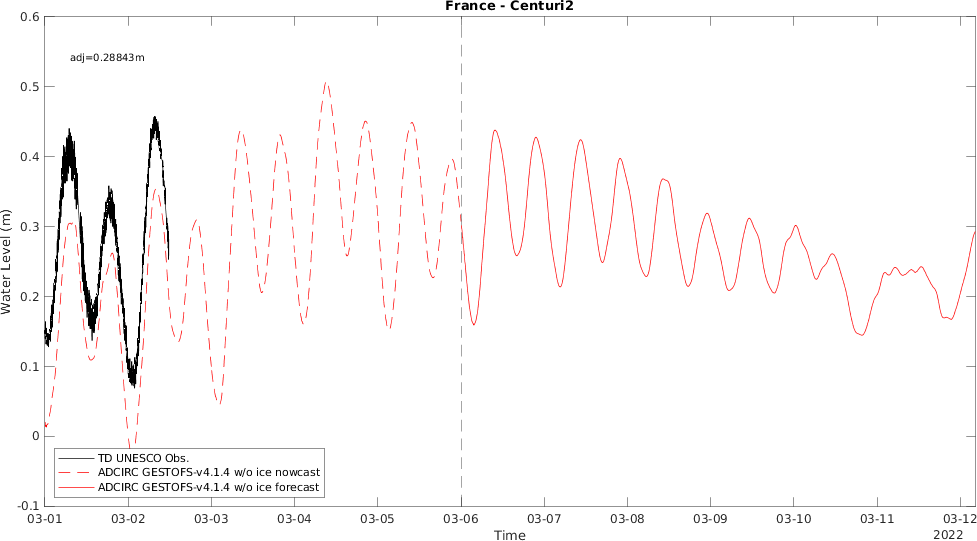 France - Centuri2
0.6
0.5
0.4
0.3
0.2
0.1
0
-0.1
Water Level (m)
adj=0.28843m
TD UNESCO Obs.
ADCIRC GESTOFS-v4.1.4 w/o ice nowcast
ADCIRC GESTOFS-v4.1.4 w/o ice forecast
03-01 03-02 03-03 03-04 03-05 03-06 03-07 03-08 03-09 03-10 03-11 03-12
Time 2022